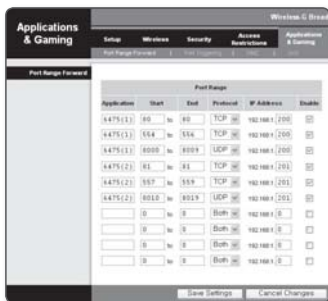 Wireless-G Broad
Applications & Gaming
Setup Wireless Security Access Restrictions Applications & Gaming
Port Range Forward | Port Triggering | DMZ | QoS
Port Range Forward
Port Range
Application Start End Protocol IP Address Enable
6475(1) 80 to 80 TCP 192.168.1. 200
6475(1) 554 to 556 TCP 192.168.1. 200
6475(1) 8000 to 8009 UDP 192.168.1. 200
6475(2) 81 to 81 TCP 192.168.1. 201
6475(2) 557 to 559 TCP 192.168.1. 201
6475(2) 8010 to 8019 UDP 192.168.1. 201
0 to 0 Both 192.168.1. 0
0 to 0 Both 192.168.1. 0
0 to 0 Both 192.168.1. 0
0 to 0 Both 192.168.1. 0
Save Settings Cancel Changes